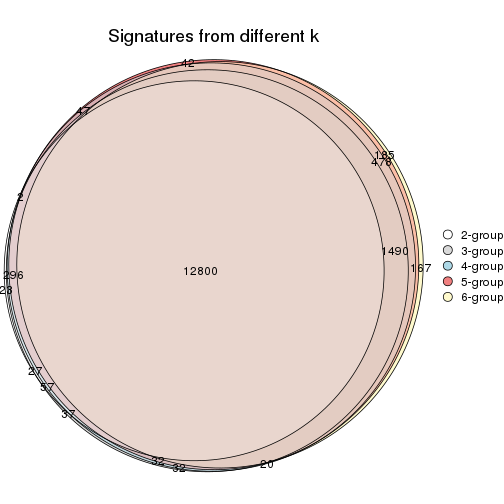 Signatures from different k
42
47
185
478
2
1490
2-group
3-group
4-group
5-group
6-group
12800
167
296
23
27
57
37
32
32
20